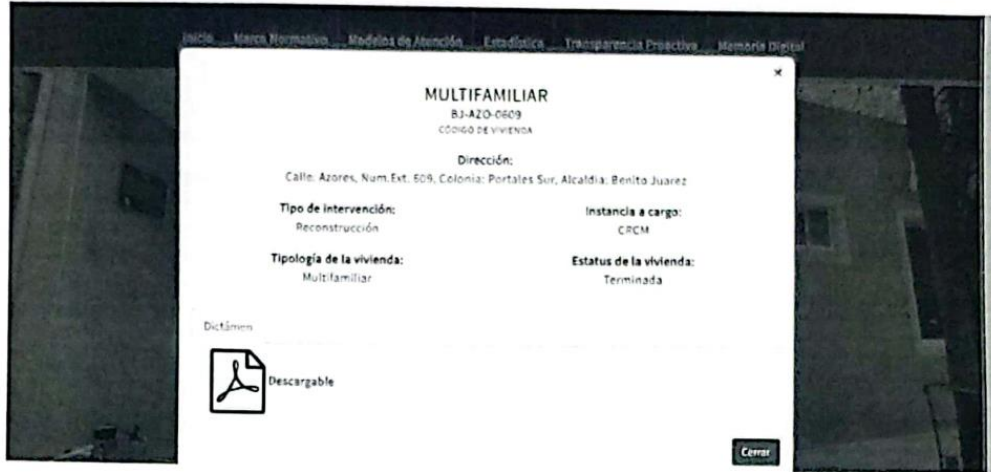 Inicio Marco Normativo Modelos de Atención Estadística Transparencia Proactiva Memoria Digital
×
MULTIFAMILIAR
BJ-AZO-0609
CÓDIGO DE VIVIENDA
Dirección:
Calle: Azores, Num.Ext. 609, Colonia: Portales Sur, Alcaldía: Benito Juarez
Tipo de intervención:
Reconstrucción
Instancia a cargo:
CRCM
Tipología de la vivienda:
Multifamiliar
Estatus de la vivienda:
Terminada
Dictámen
Descargable
Cerrar